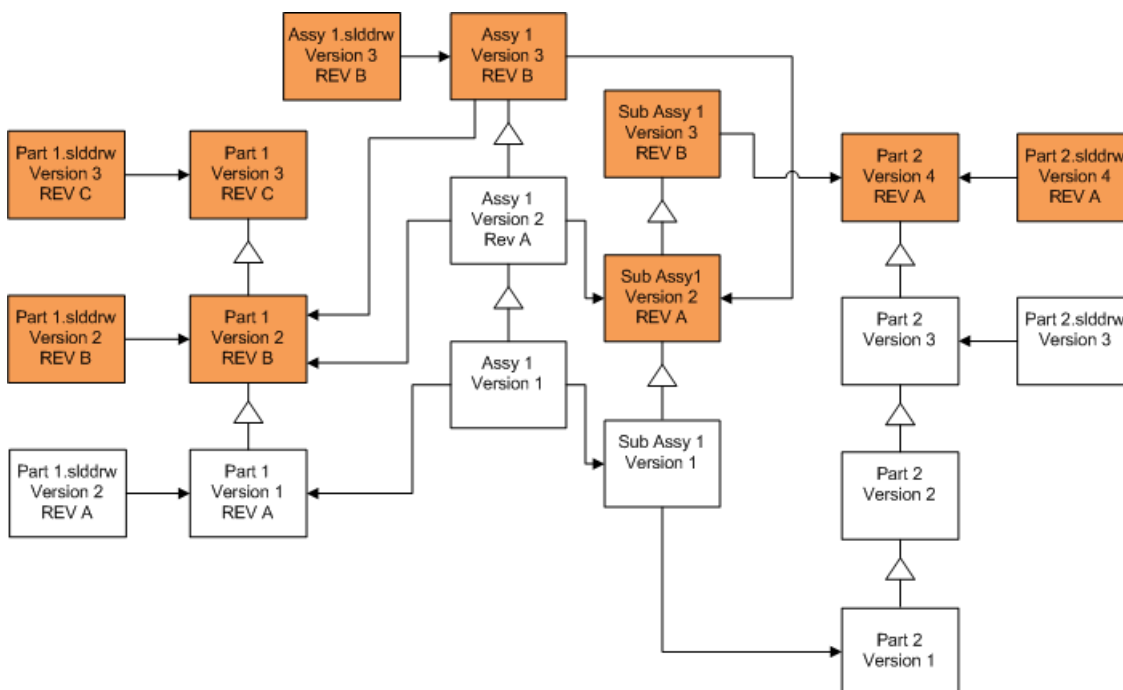 Assy 1.slddrw
Version 3
REV B
Assy 1
Version 3
REV B
Sub Assy 1
Version 3
REV B
Part 1.slddrw
Version 3
REV C
Part 1
Version 3
REV C
Part 2
Version 4
REV A
Part 2.slddrw
Version 4
REV A
Assy 1
Version 2
Rev A
Sub Assy1
Version 2
REV A
Part 1.slddrw
Version 2
REV B
Part 1
Version 2
REV B
Part 2
Version 3
Part 2.slddrw
Version 3
Assy 1
Version 1
Sub Assy 1
Version 1
Part 1.slddrw
Version 2
REV A
Part 1
Version 1
REV A
Part 2
Version 2
Part 2
Version 1